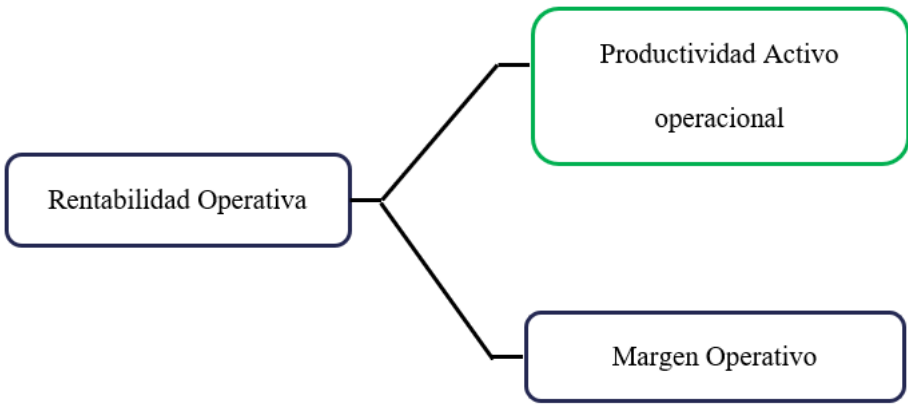 Productividad Activo
operacional
Rentabilidad Operativa
Margen Operativo